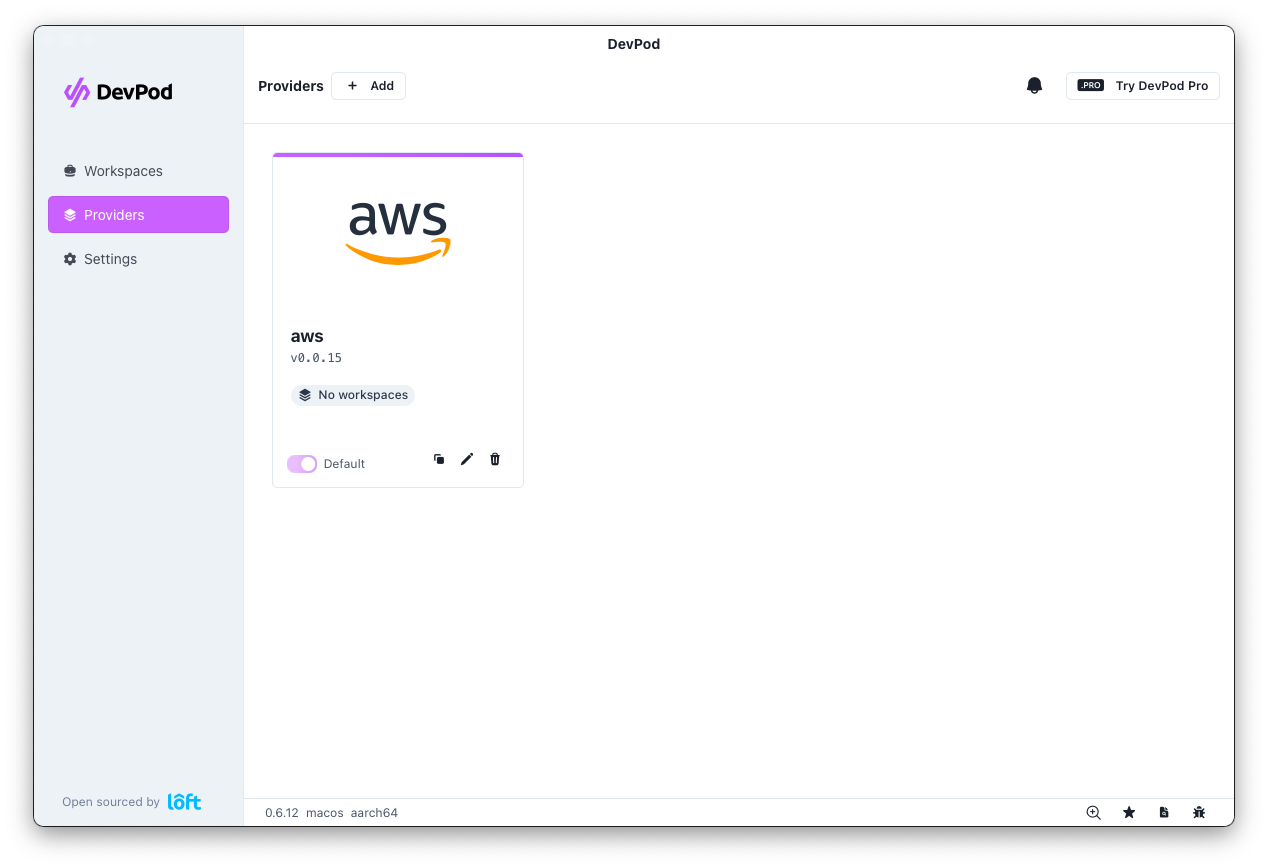 DevPod
DevPod
Providers
Add
.PRO
Try DevPod Pro
Workspaces
Providers
Settings
aws
aws
v0.0.15
No workspaces
Default
Open sourced by loft
0.6.12 macos aarch64